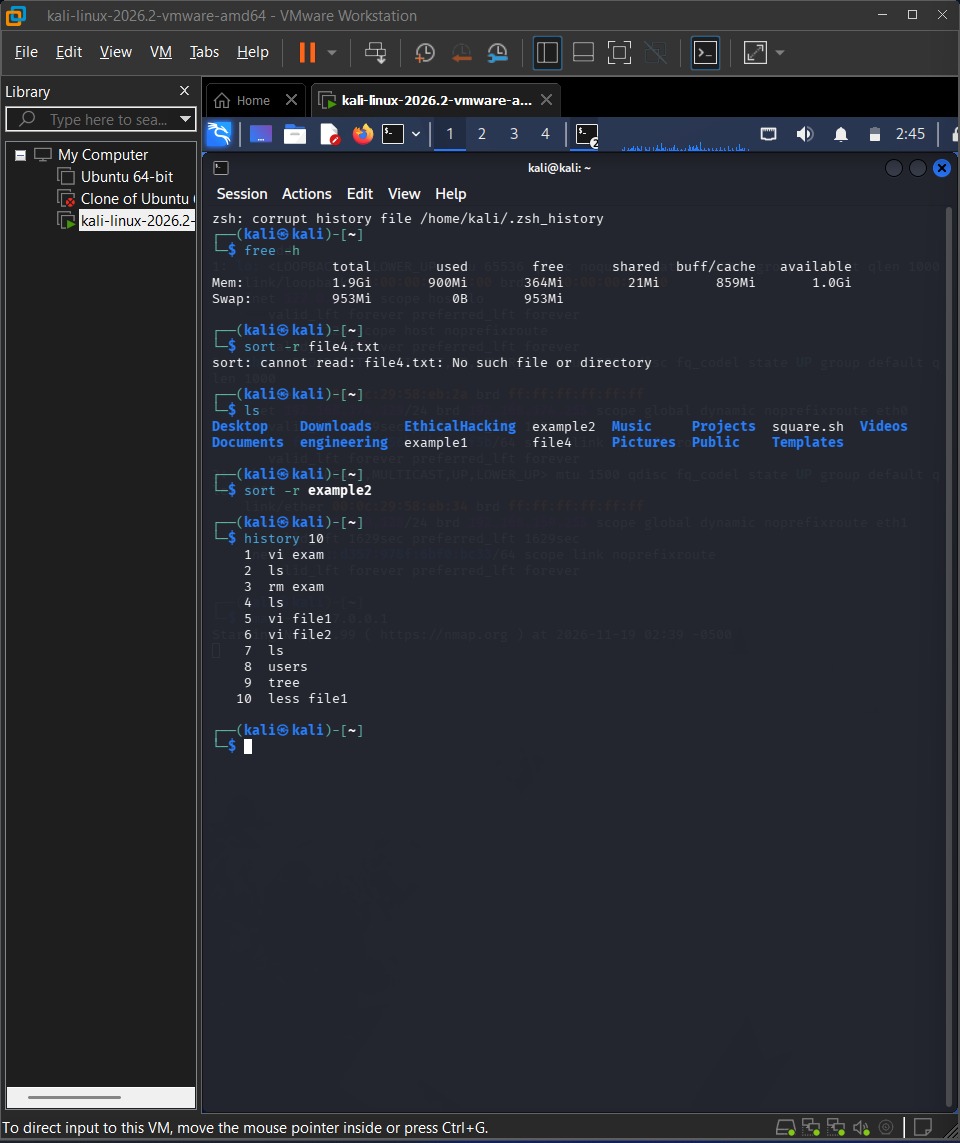 kali-linux-2026.2-vmware-amd64 - VMware Workstation
File Edit View VM Tabs Help
Library
Type here to sea...
My Computer
Ubuntu 64-bit
Clone of Ubuntu
kali-linux-2026.2-
Home
kali-linux-2026.2-vmware-a...
1 2 3 4
2
2:45
kali@kali: ~
Session Actions Edit View Help
zsh: corrupt history file /home/kali/.zsh_history
┌──(kali㉿kali)-[~]
└─$ free -h
total used free shared buff/cache available
Mem: 1.9Gi 900Mi 364Mi 21Mi 859Mi 1.0Gi
Swap: 953Mi 0B 953Mi
┌──(kali㉿kali)-[~]
└─$ sort -r file4.txt
sort: cannot read: file4.txt: No such file or directory
┌──(kali㉿kali)-[~]
└─$ ls
Desktop Downloads EthicalHacking example2 Music Projects square.sh Videos
Documents engineering example1 file4 Pictures Public Templates
┌──(kali㉿kali)-[~]
└─$ sort -r example2
┌──(kali㉿kali)-[~]
└─$ history 10
1 vi exam
2 ls
3 rm exam
4 ls
5 vi file1
6 vi file2
7 ls
8 users
9 tree
10 less file1
┌──(kali㉿kali)-[~]
└─$
To direct input to this VM, move the mouse pointer inside or press Ctrl+G.